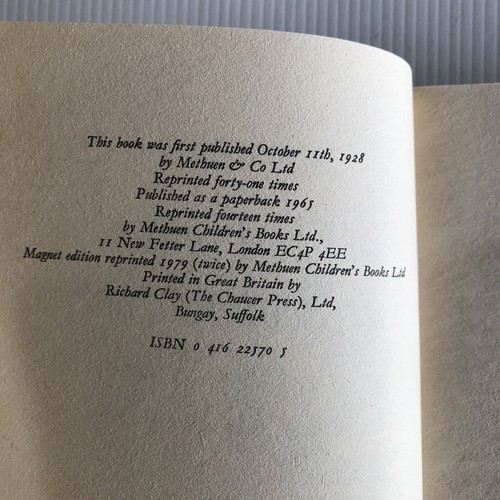 This book was first published October 11th, 1928
by Methuen & Co Ltd
Reprinted forty-one times
Published as a paperback 1965
Reprinted fourteen times
by Methuen Children's Books Ltd.,
11 New Fetter Lane, London EC4P 4EE
Magnet edition reprinted 1979 (twice) by Methuen Children's Books Ltd
Printed in Great Britain by
Richard Clay (The Chaucer Press), Ltd,
Bungay, Suffolk
ISBN 0 416 22570 5